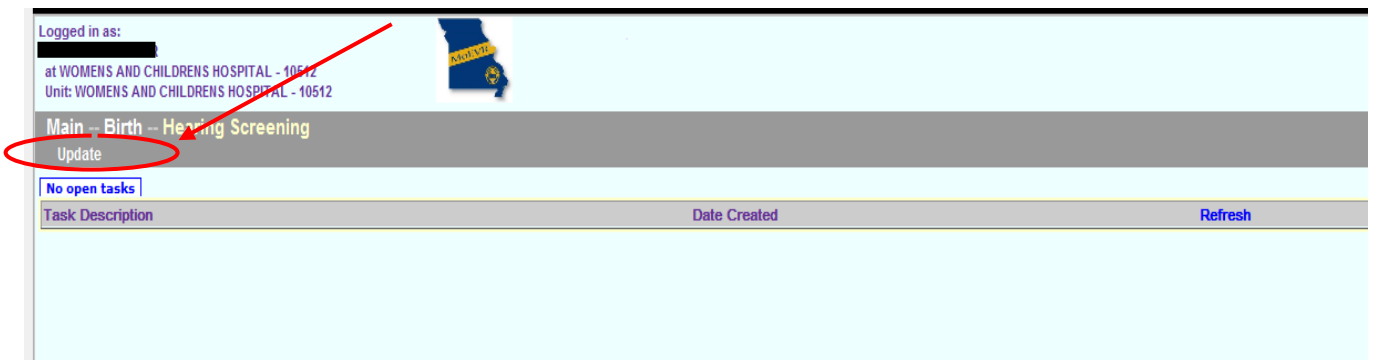 Logged in as:
at WOMENS AND CHILDRENS HOSPITAL - 10512
Unit: WOMENS AND CHILDRENS HOSPITAL - 10512
MoEVR
Main -- Birth -- Hearing Screening
Update
No open tasks
Task Description Date Created Refresh